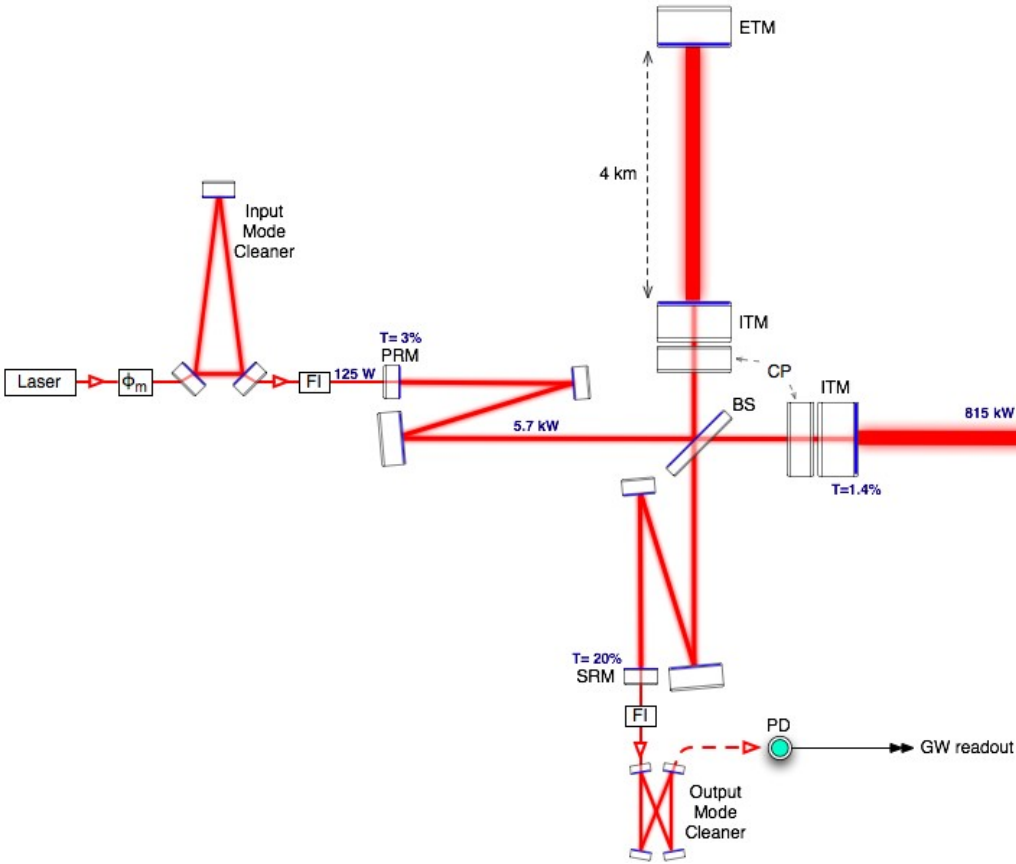 ETM
4 km
Input
Mode
Cleaner
ITM
T= 3%
PRM
CP
ITM
Laser
Φm
FI
125 W
BS
5.7 kW
815 kW
T=1.4%
T= 20%
SRM
FI
PD
GW readout
Output
Mode
Cleaner